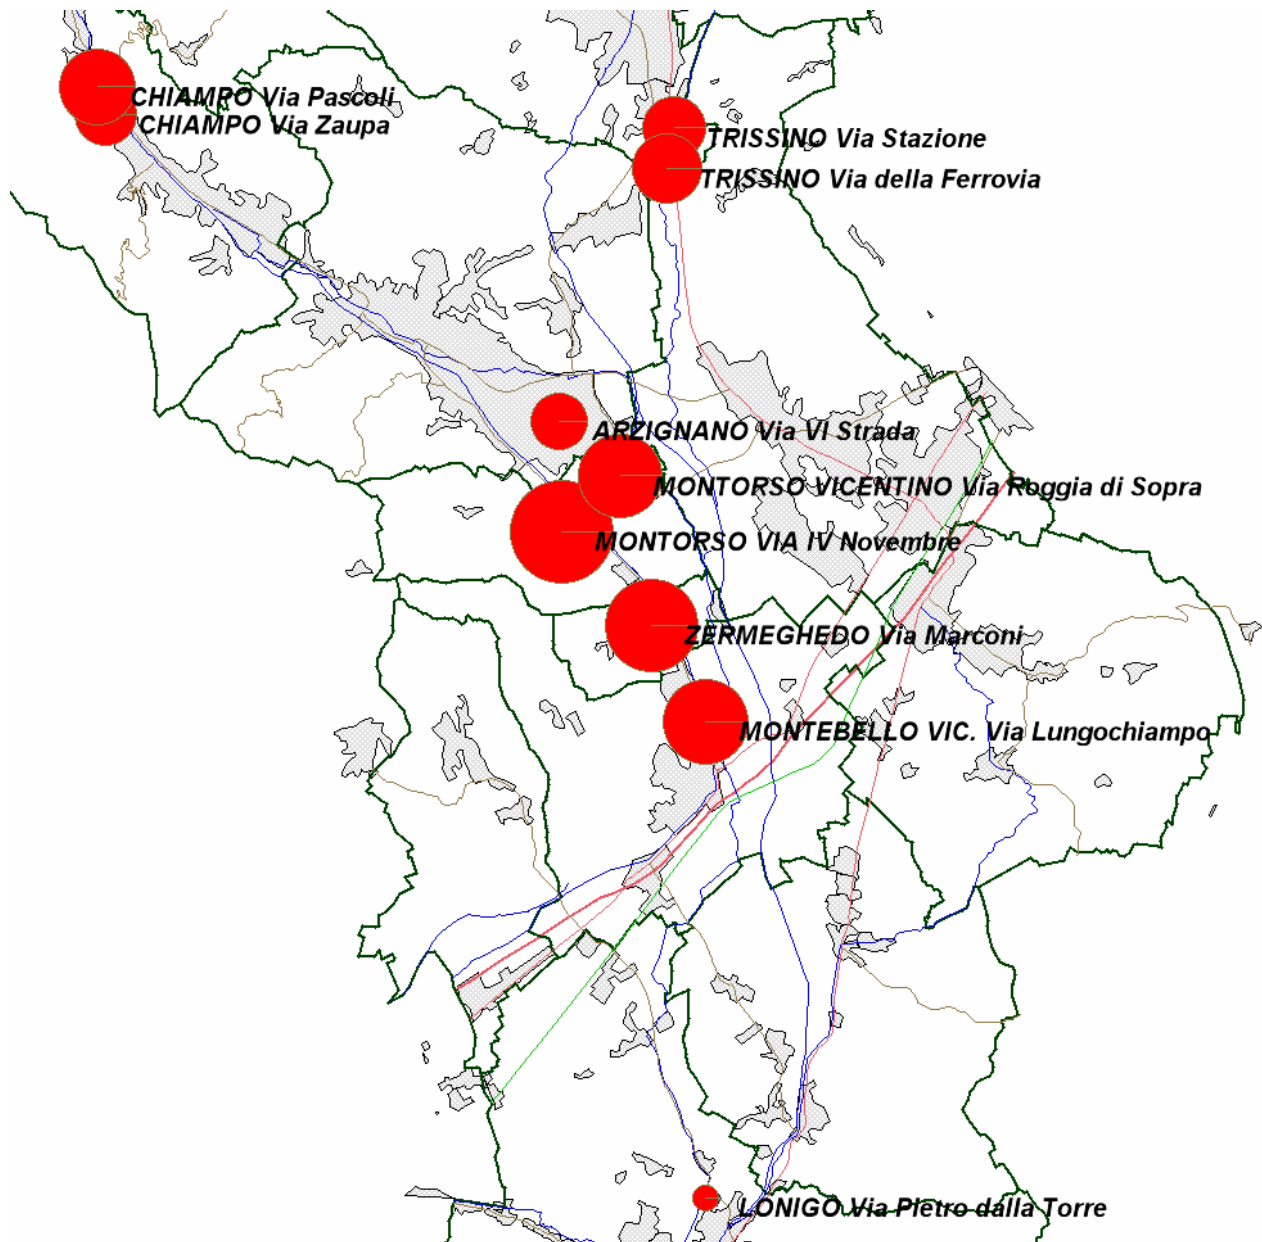 CHIAMPO Via Pascoli
CHIAMPO Via Zaupa
TRISSINO Via Stazione
TRISSINO Via della Ferrovia
ARZIGNANO Via VI Strada
MONTORSO VICENTINO Via Roggia di Sopra
MONTORSO VIA IV Novembre
ZERMEGHEDO Via Marconi
MONTEBELLO VIC. Via Lungochiampo
LONIGO Via Pietro dalla Torre